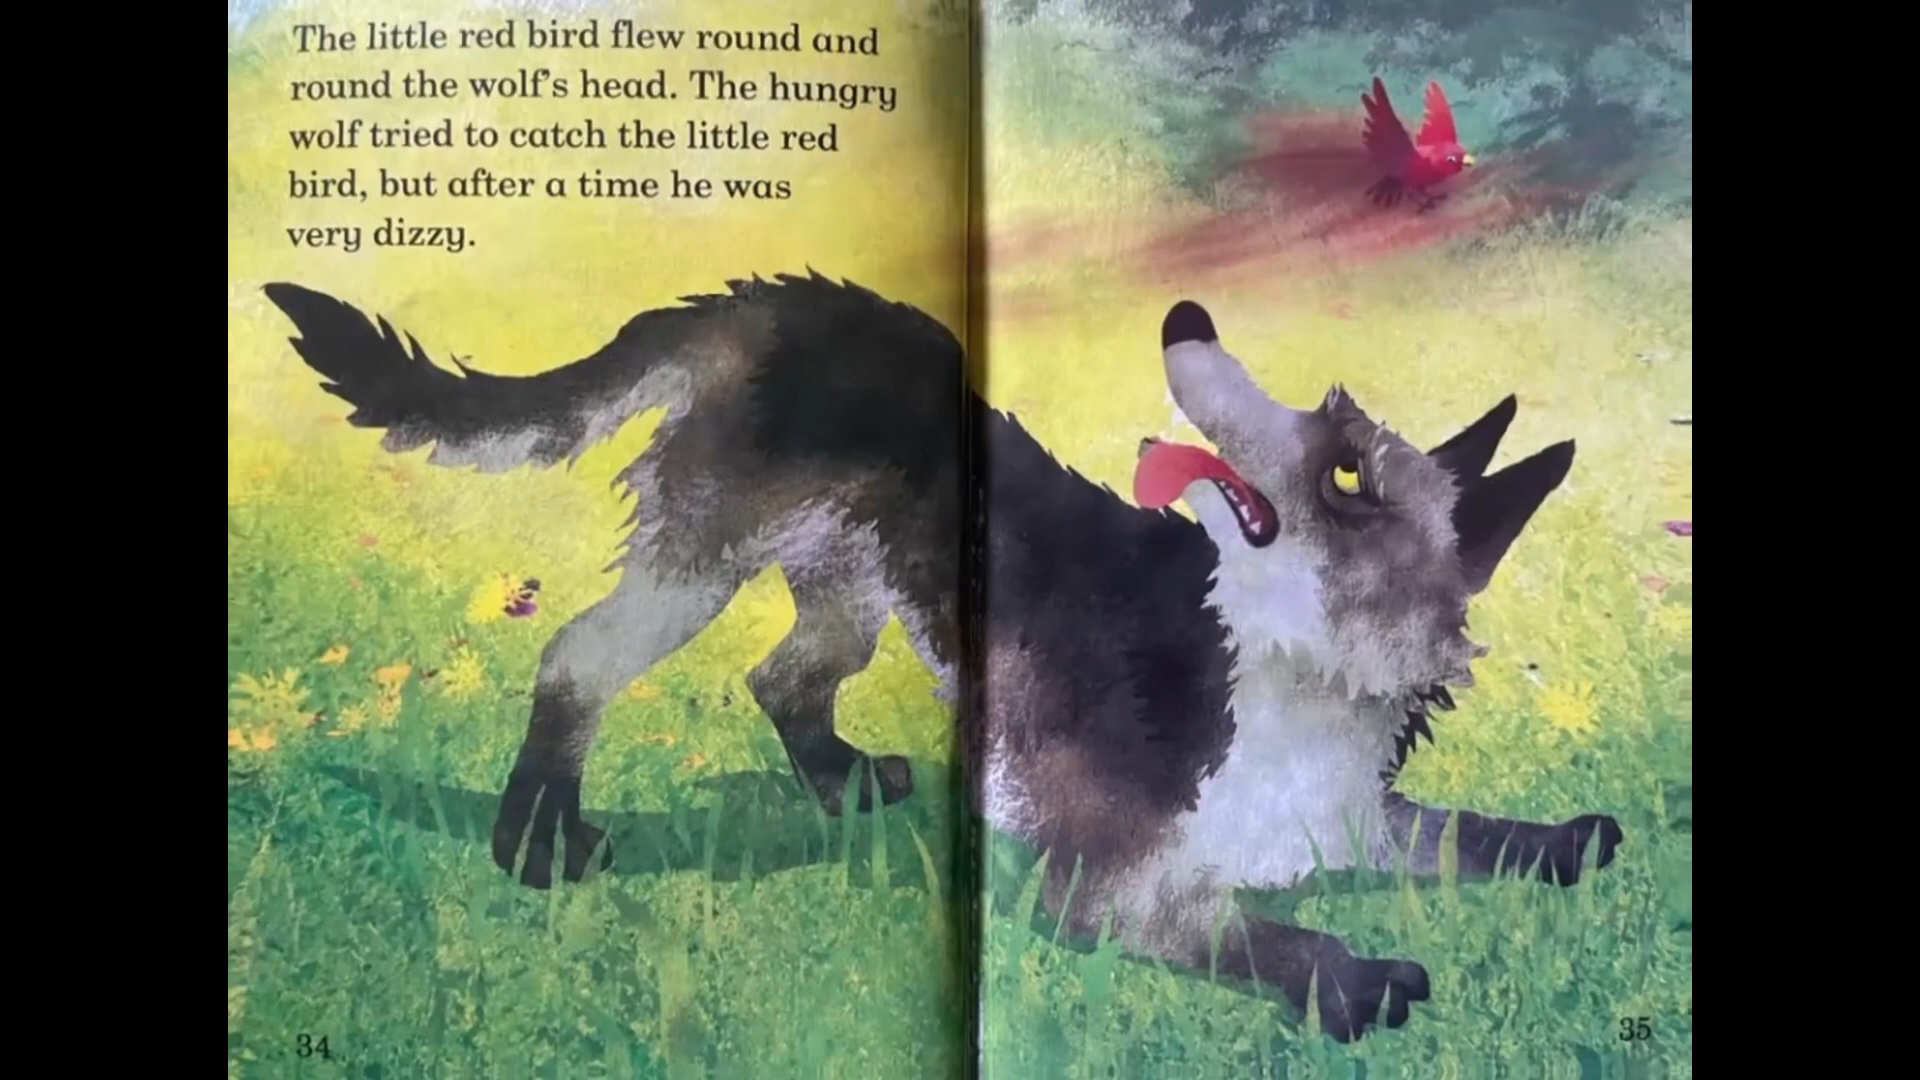 The little red bird flew round and
round the wolf's head. The hungry
wolf tried to catch the little red
bird, but after a time he was
very dizzy.
34
35